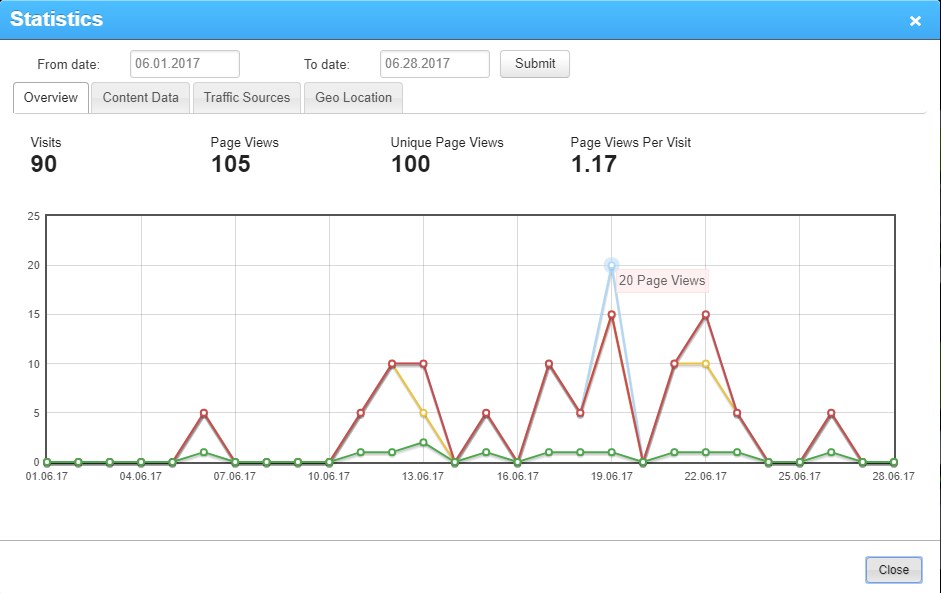 Statistics ×
From date: 06.01.2017 To date: 06.28.2017 Submit
Overview Content Data Traffic Sources Geo Location
Visits Page Views Unique Page Views Page Views Per Visit
90 105 100 1.17
25
20
20 Page Views
15
10
5
0
01.06.17 04.06.17 07.06.17 10.06.17 13.06.17 16.06.17 19.06.17 22.06.17 25.06.17 28.06.17
Close